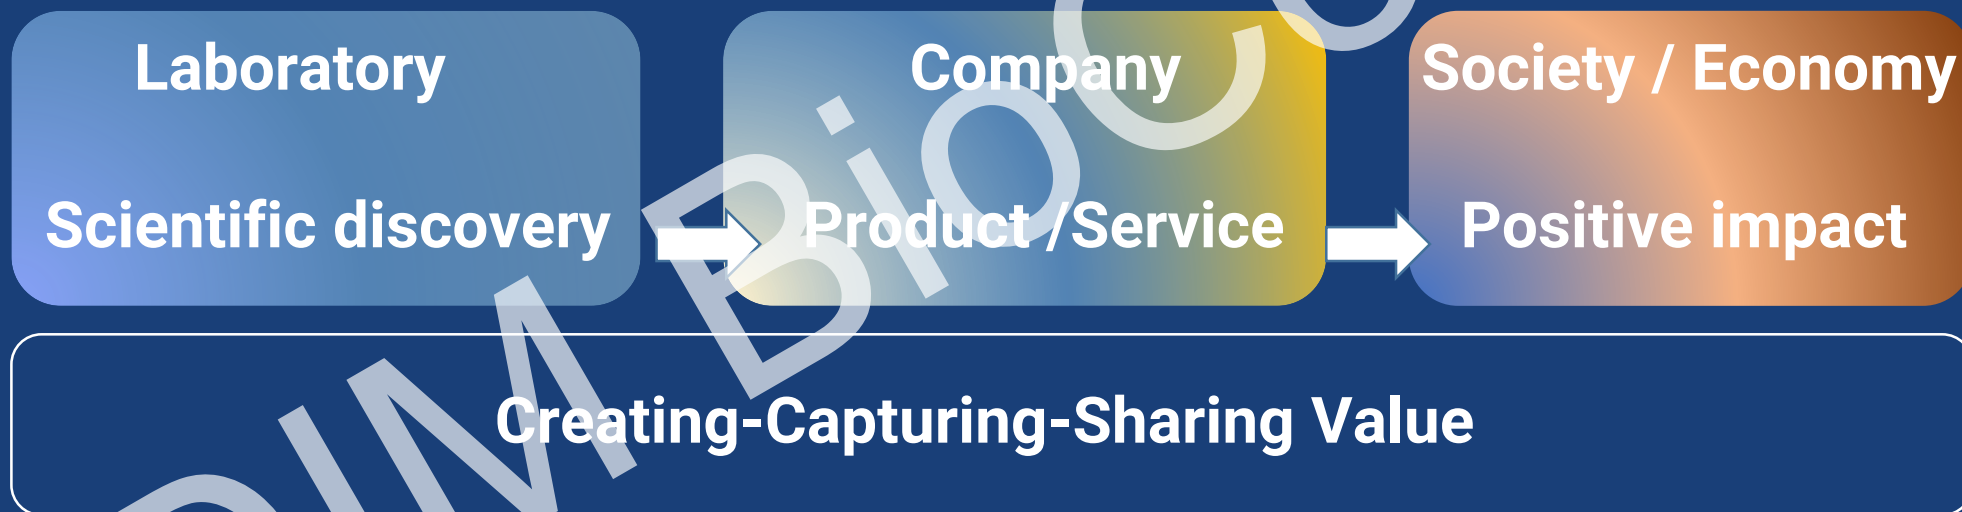 Laboratory
Scientific discovery
Company
Product /Service
Society / Economy
Positive impact
Creating-Capturing-Sharing Value